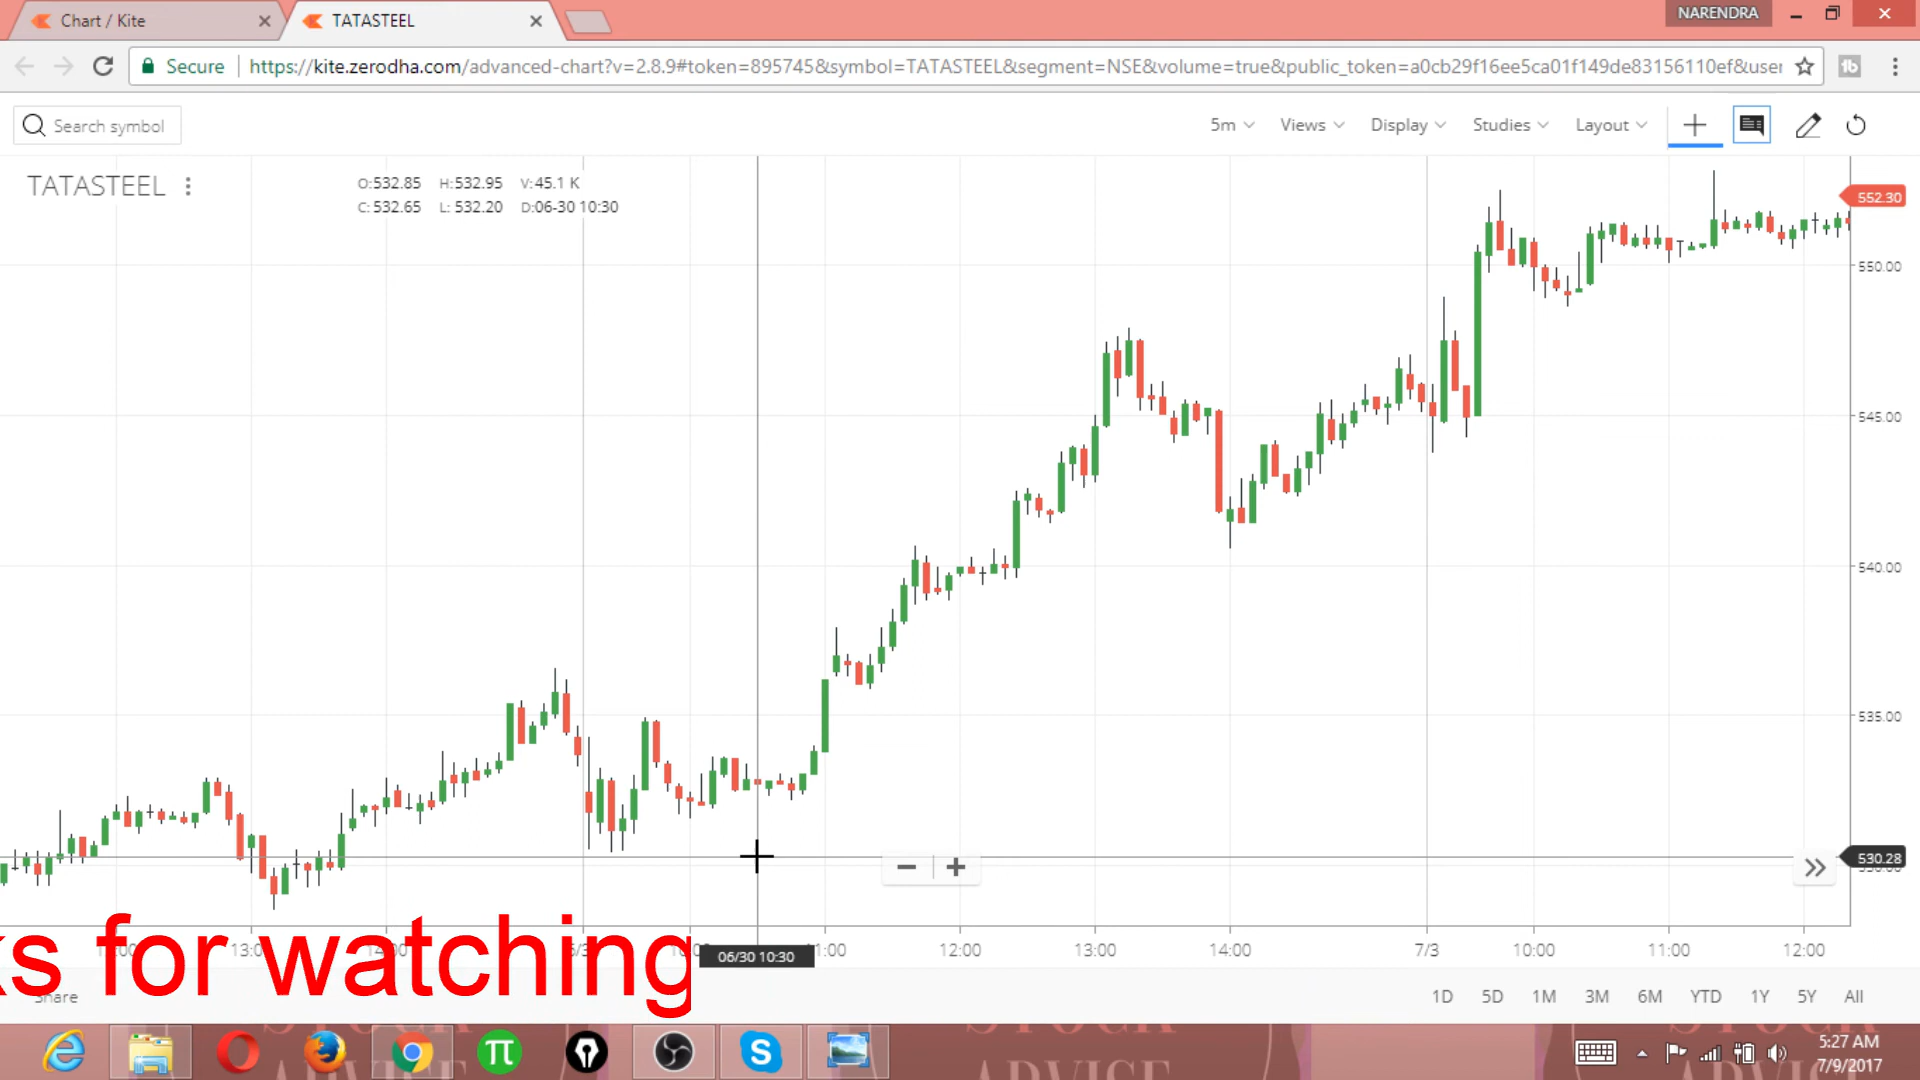 Chart / Kite
TATASTEEL
NARENDRA
Secure
https://kite.zerodha.com/advanced-chart?v=2.8.9#token=895745&symbol=TATASTEEL&segment=NSE&volume=true&public_token=a0cb29f16ee5ca01f149de83156110ef&user
Search symbol
5m
Views
Display
Studies
Layout
TATASTEEL
O:532.85 H:532.95 V:45.1 K
C:532.65 L:532.20 D:06-30 10:30
552.30
550.00
545.00
540.00
535.00
530.28
06/30 10:30
12:00
13:00
14:00
7/3
10:00
11:00
12:00
ks for watching
Share
1D 5D 1M 3M 6M YTD 1Y 5Y All
STOCK
ADVICE
5:27 AM
7/9/2017